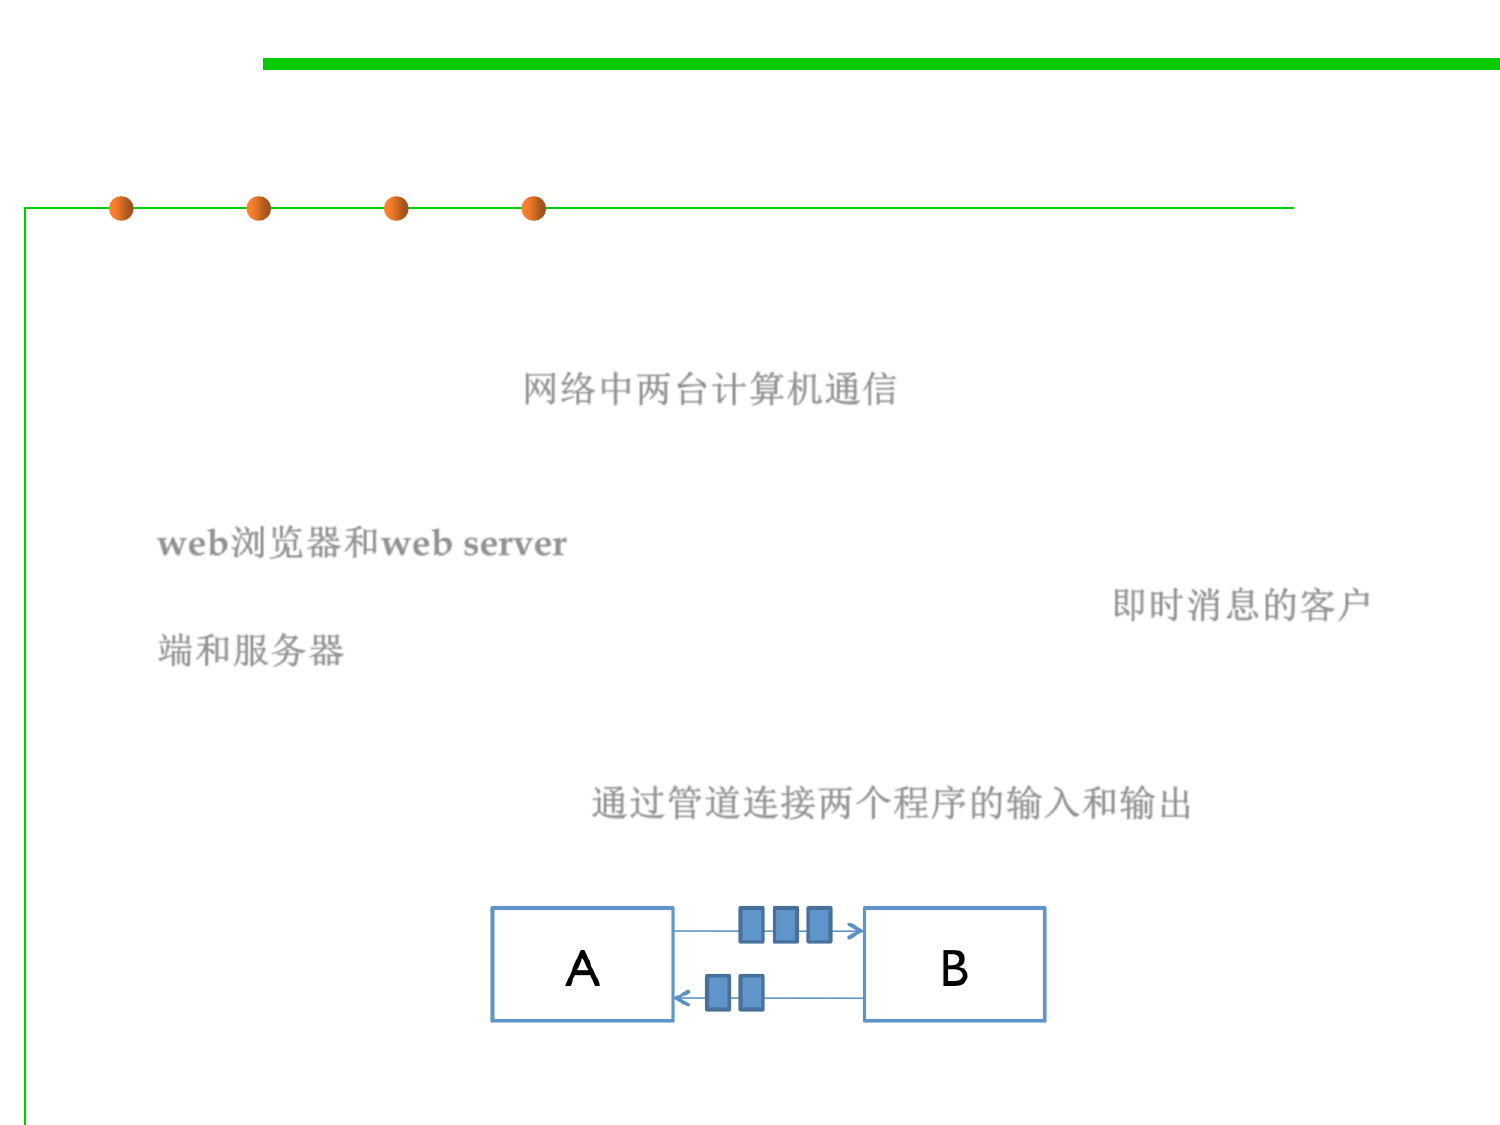 网络中两台计算机通信
web浏览器和web server
即时消息的客户
端和服务器
通过管道连接两个程序的输入和输出
A
B